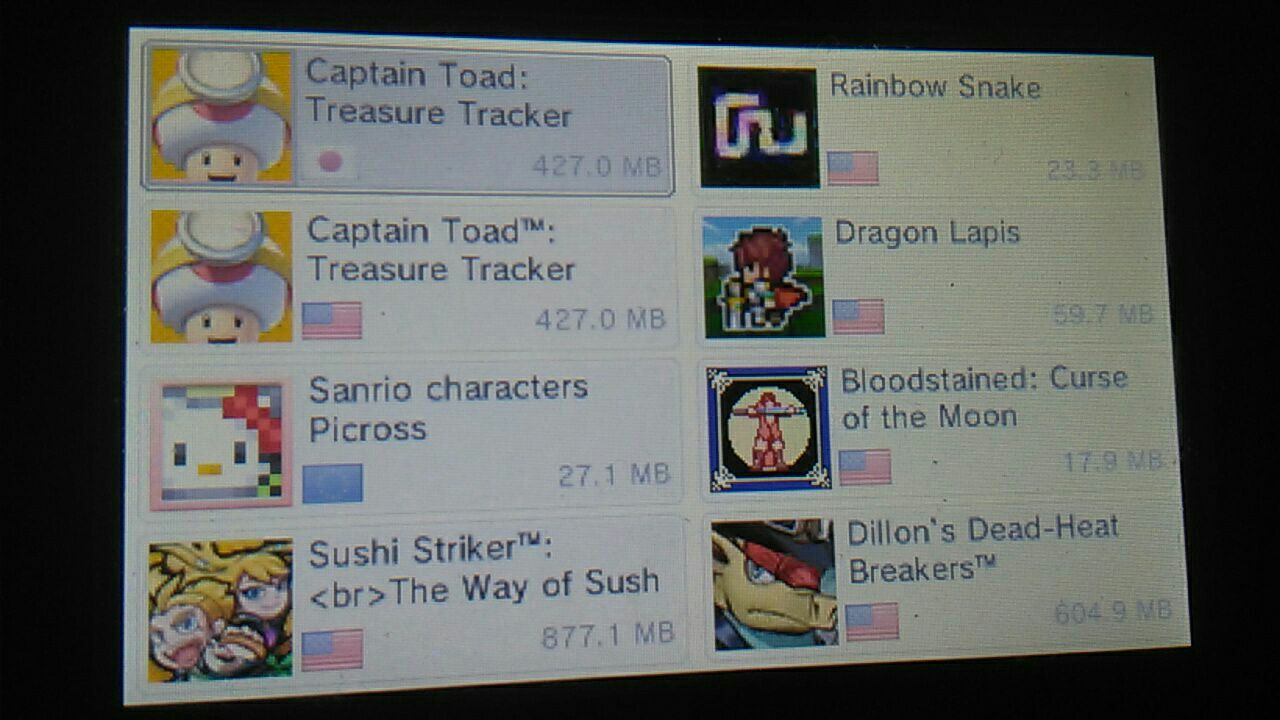 Captain Toad:
Treasure Tracker
427.0 MB
Captain Toad™:
Treasure Tracker
427.0 MB
Sanrio characters
Picross
27.1 MB
Sushi Striker™:
<br>The Way of Sush
877.1 MB
Rainbow Snake
23.3 MB
Dragon Lapis
59.7 MB
Bloodstained: Curse
of the Moon
17.9 MB
Dillon's Dead-Heat
Breakers™
604.9 MB